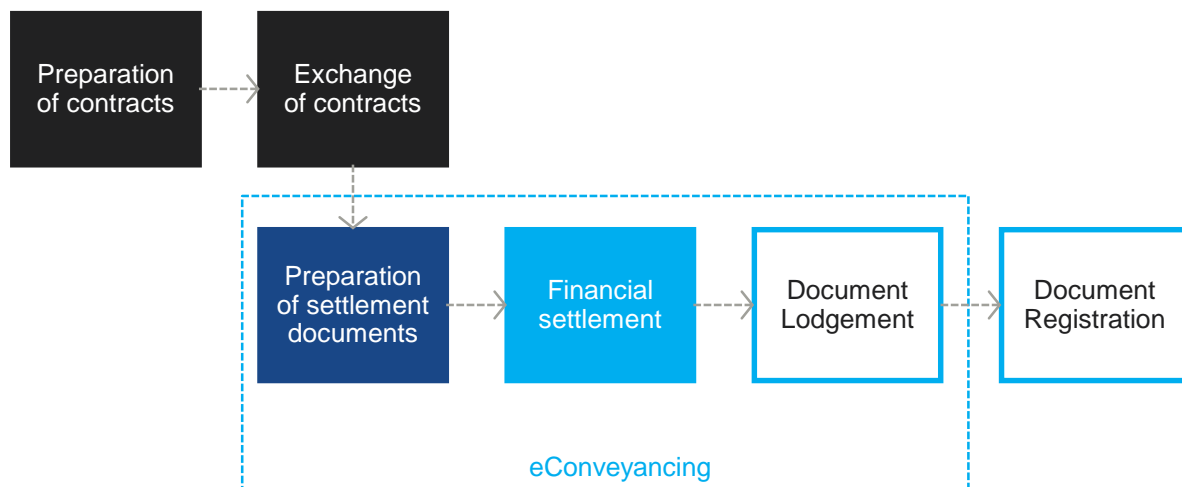 Preparation
of contracts
Exchange
of contracts
Preparation
of settlement
documents
Financial
settlement
Document
Lodgement
Document
Registration
eConveyancing